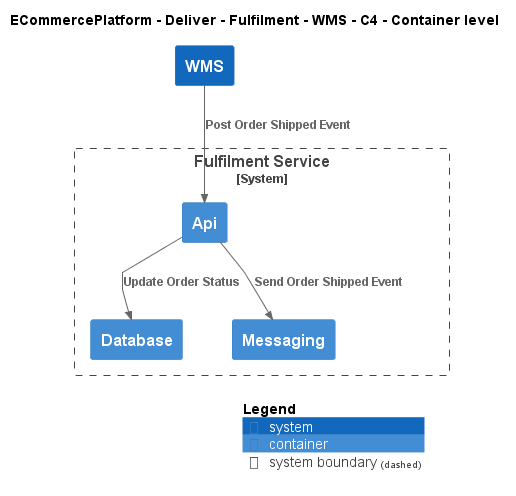 ECommercePlatform - Deliver - Fulfilment - WMS - C4 - Container level
WMS
Post Order Shipped Event
Fulfilment Service
[System]
Api
Update Order Status
Send Order Shipped Event
Database
Messaging
Legend
system
container
system boundary (dashed)